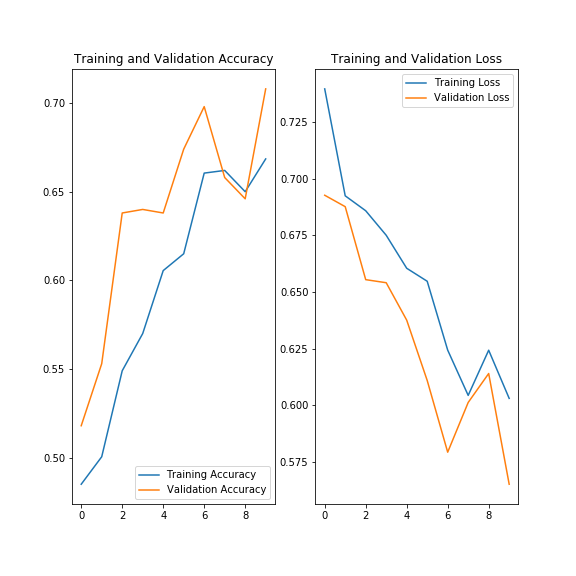 Training and Validation Accuracy
0.70
0.65
0.60
0.55
0.50
0 2 4 6 8
Training Accuracy
Validation Accuracy
Training and Validation Loss
0.725
0.700
0.675
0.650
0.625
0.600
0.575
0 2 4 6 8
Training Loss
Validation Loss